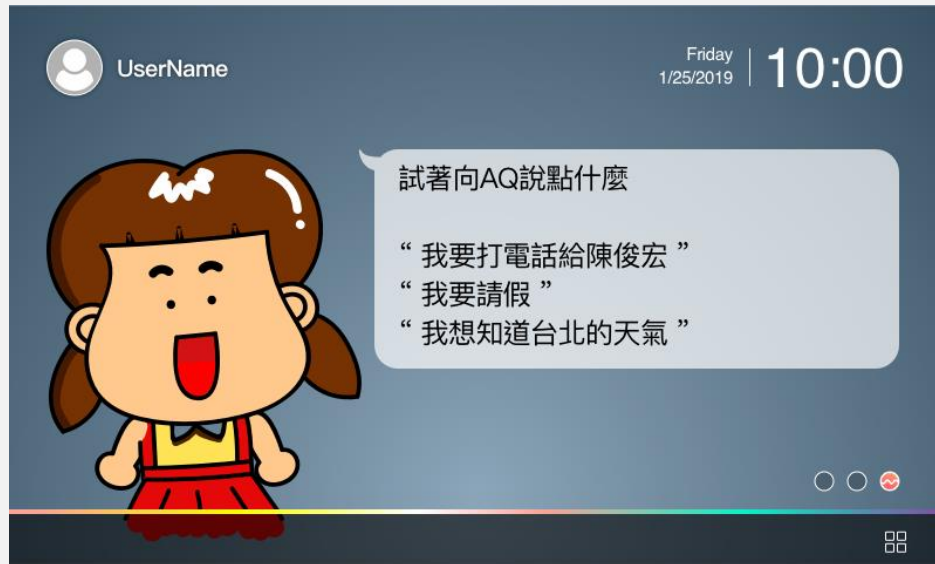 UserName
Friday
1/25/2019
10:00
試著向AQ說點什麼
“ 我要打電話給陳俊宏 ”
“ 我要請假 ”
“ 我想知道台北的天氣 ”